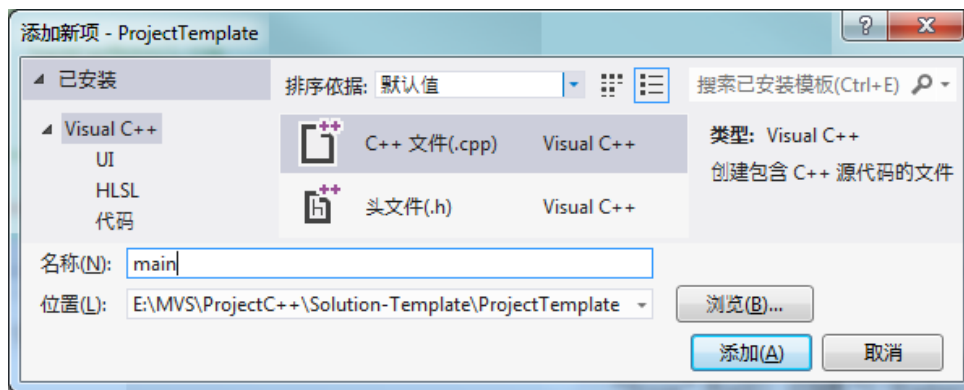 添加新项 - ProjectTemplate
已安装
排序依据: 默认值
搜索已安装模板(Ctrl+E)
Visual C++
UI
HLSL
代码
C++ 文件(.cpp) Visual C++
头文件(.h) Visual C++
类型: Visual C++
创建包含 C++ 源代码的文件
名称(N): main
位置(L): E:\MVS\ProjectC++\Solution-Template\ProjectTemplate
浏览(B)...
添加(A) 取消